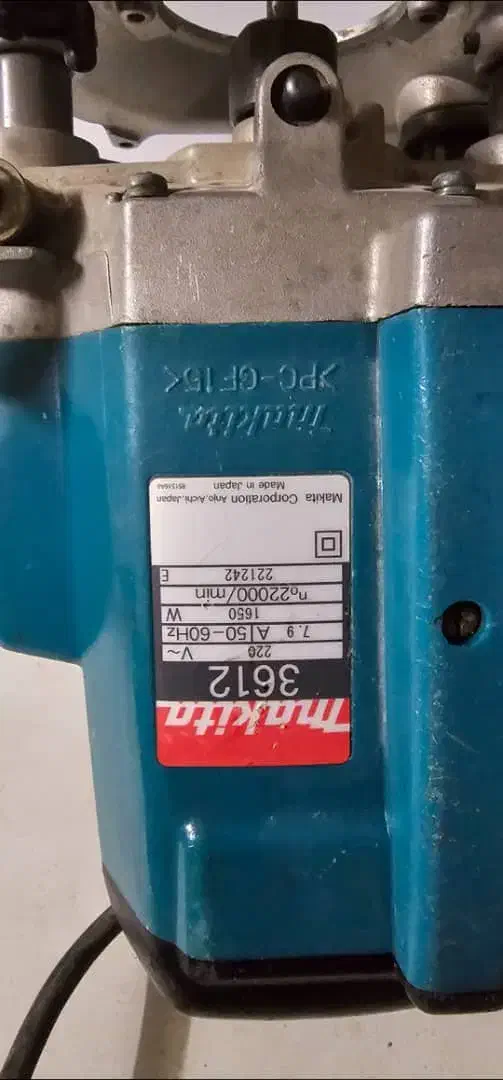 makita
3612
220 V~
7.9 A 50-60Hz
1650 W
n₀22000/min
221242 E
Makita Corporation Anjo, Aichi, Japan
Made in Japan
makita
>PC-GF15<